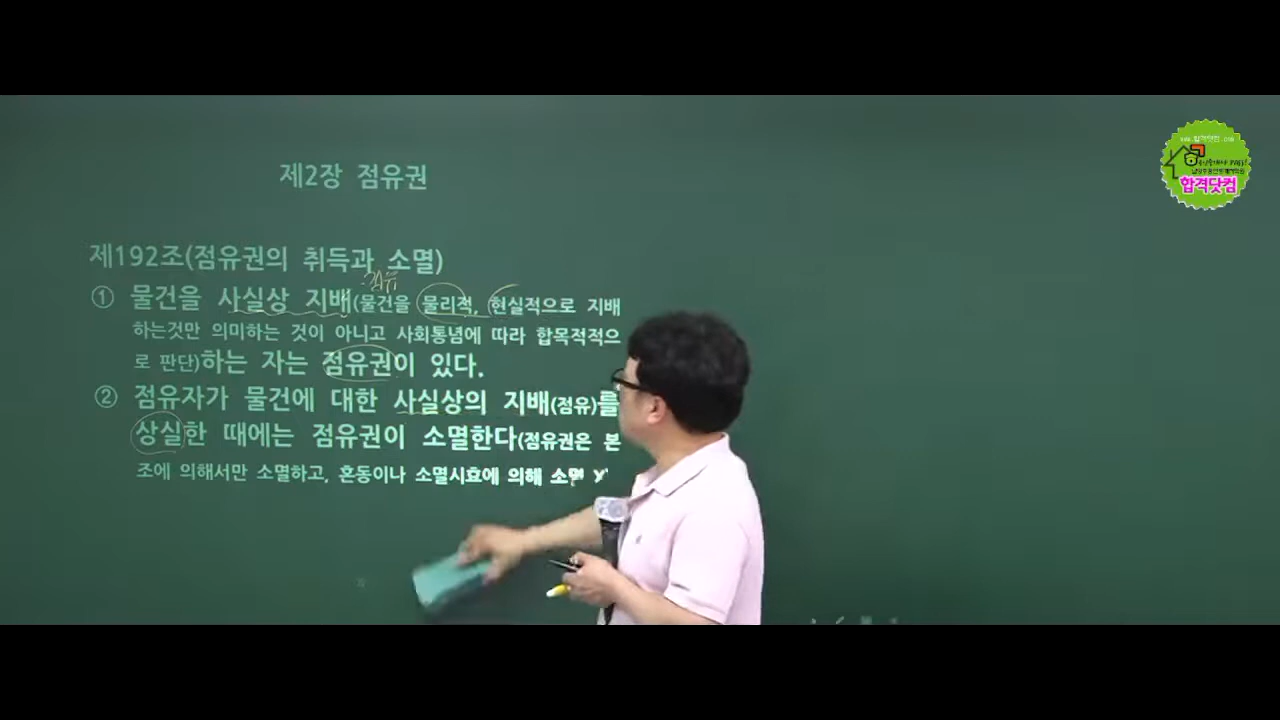 제2장 점유권
제192조(점유권의 취득과 소멸)
점유
① 물건을 사실상 지배(물건을 물리적, 현실적으로 지배
하는것만 의미하는 것이 아니고 사회통념에 따라 합목적적으
로 판단)하는 자는 점유권이 있다.
② 점유자가 물건에 대한 사실상의 지배(점유)를
상실한 때에는 점유권이 소멸한다(점유권은 본
조에 의해서만 소멸하고, 혼동이나 소멸시효에 의해 소멸 X
www.합격닷컴.com
합격닷컴